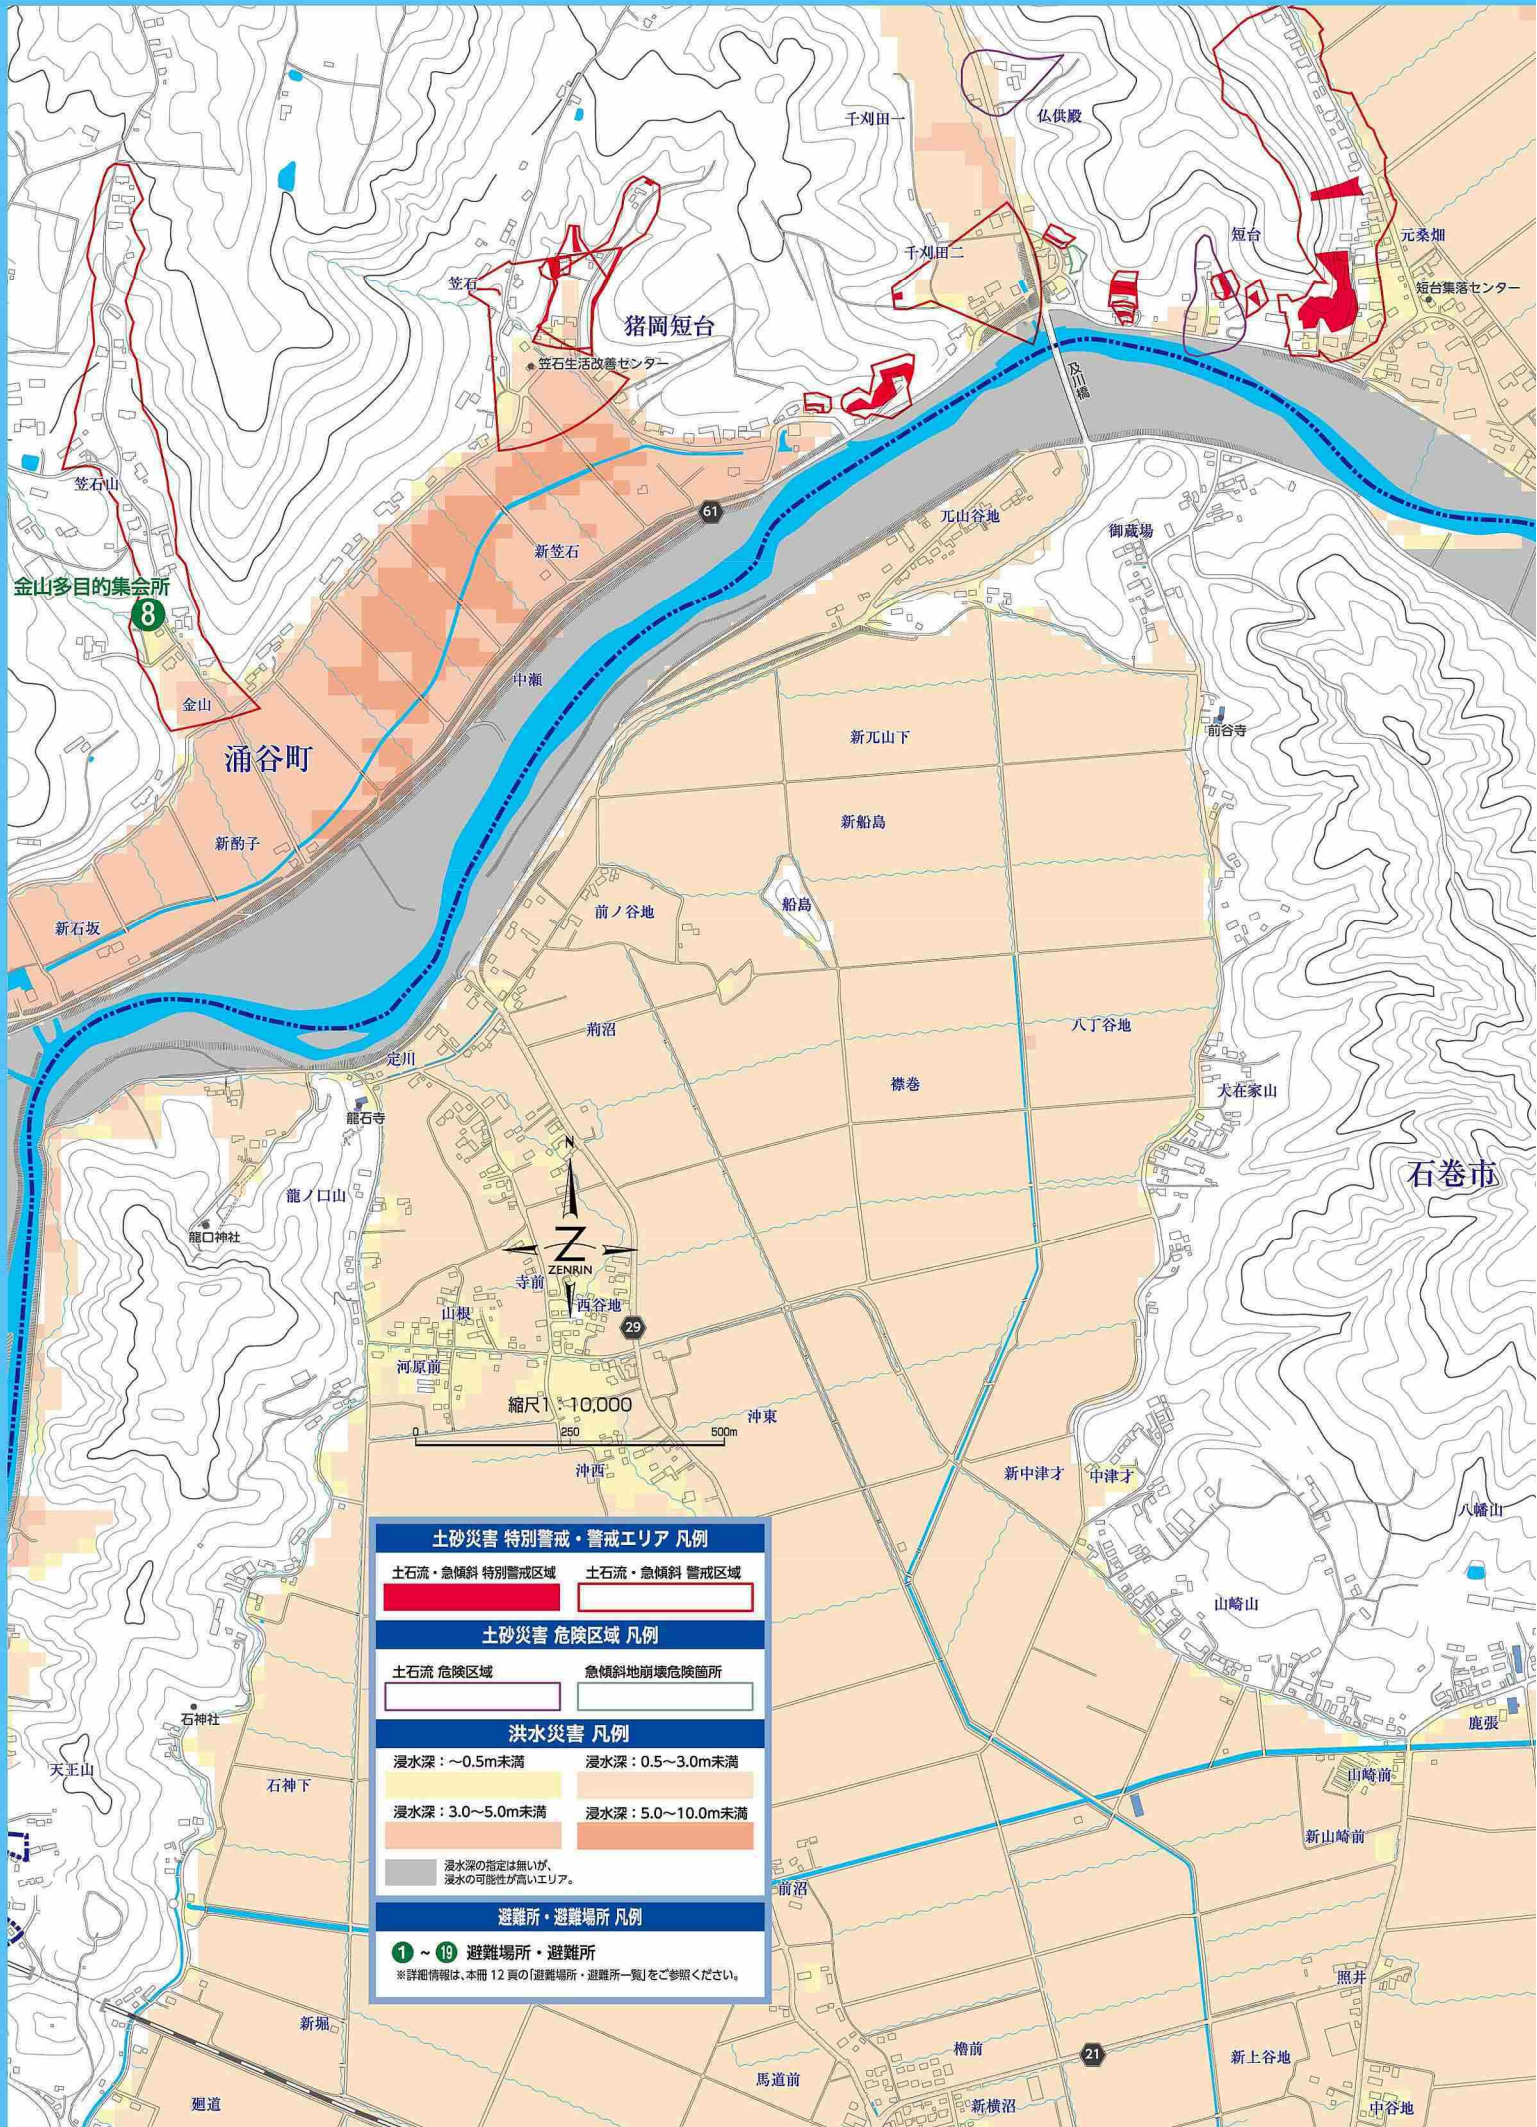 仏供殿
千刈田一
短台
元桑畑
千刈田二
短台集落センター
笠石
猪岡短台
笠石生活改善センター
及川橋
笠石山
61
新笠石
兀山谷地
御蔵場
金山多目的集会所
8
中瀬
金山
前谷寺
新兀山下
涌谷町
新船島
新酌子
船島
前ノ谷地
新石坂
荊沼
八丁谷地
定川
襟巻
大在家山
龍石寺
N
石巻市
龍ノ口山
龍口神社
Z
ZENRIN
寺前
西谷地
山根
29
河原前
縮尺1:10,000
0
250
500m
沖東
沖西
新中津才
中津才
八幡山
土砂災害 特別警戒・警戒エリア 凡例
土石流・急傾斜 特別警戒区域
土石流・急傾斜 警戒区域
山崎山
土砂災害 危険区域 凡例
土石流 危険区域
急傾斜地崩壊危険箇所
石神社
鹿張
洪水災害 凡例
浸水深：～0.5m未満
浸水深：0.5～3.0m未満
天王山
石神下
山崎前
浸水深：3.0～5.0m未満
浸水深：5.0～10.0m未満
新山崎前
浸水深の指定は無いが、
浸水の可能性が高いエリア。
前沼
避難所・避難場所 凡例
1 ～ 19 避難場所・避難所
※詳細情報は、本冊 12 頁の「避難場所・避難所一覧」をご参照ください。
照井
新堀
櫓前
21
新上谷地
馬道前
廻道
新横沼
中谷地